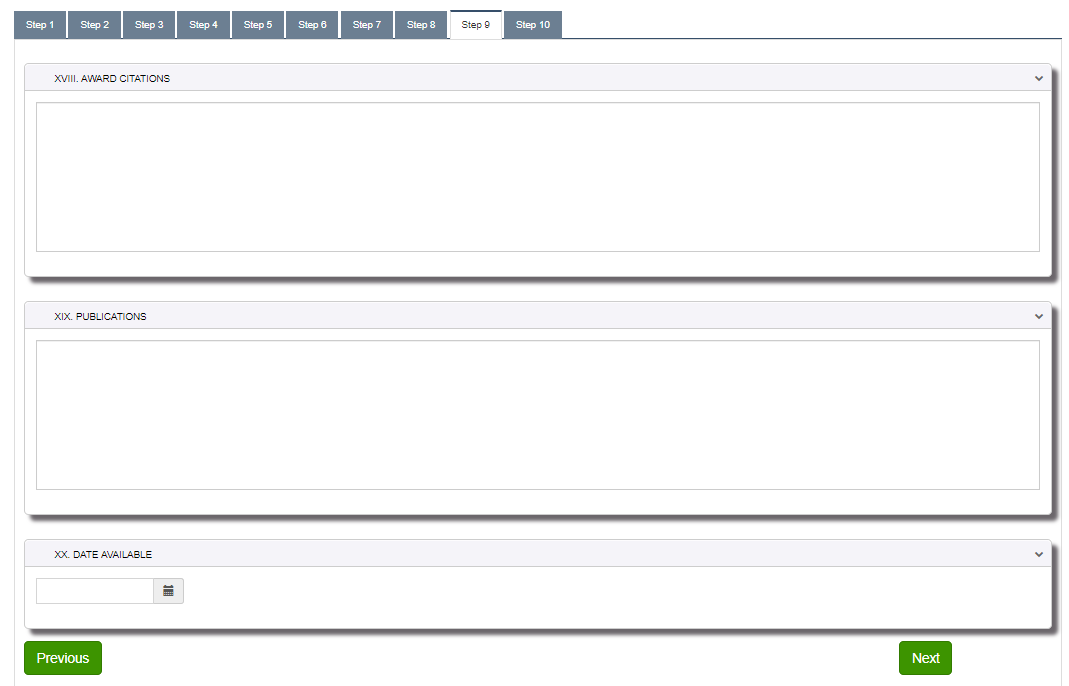 Step 1 Step 2 Step 3 Step 4 Step 5 Step 6 Step 7 Step 8 Step 9 Step 10
XVIII. AWARD CITATIONS
XIX. PUBLICATIONS
XX. DATE AVAILABLE
Previous Next